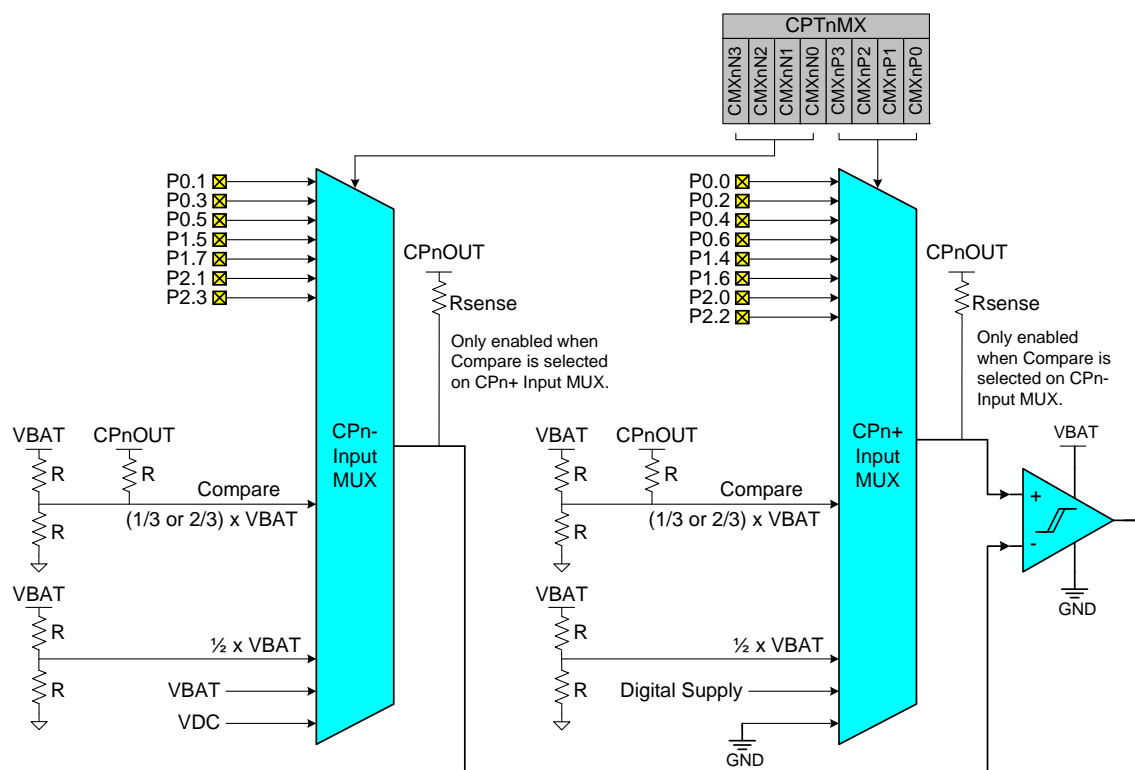 CPTnMX
CMXnN3
CMXnN2
CMXnN1
CMXnN0
CMXnP3
CMXnP2
CMXnP1
CMXnP0
P0.1
P0.3
P0.5
P1.5
P1.7
P2.1
P2.3
CPnOUT
Rsense
Only enabled when
Compare is selected
on CPn+ Input MUX.
VBAT
R
R
CPnOUT
R
Compare
(1/3 or 2/3) x VBAT
VBAT
R
R
½ x VBAT
VBAT
VDC
CPn-
Input
MUX
P0.0
P0.2
P0.4
P0.6
P1.4
P1.6
P2.0
P2.2
CPnOUT
Rsense
Only enabled
when Compare is
selected on CPn-
Input MUX.
VBAT
R
R
CPnOUT
R
Compare
(1/3 or 2/3) x VBAT
VBAT
R
R
½ x VBAT
Digital Supply
GND
CPn+
Input
MUX
VBAT
+
-
GND